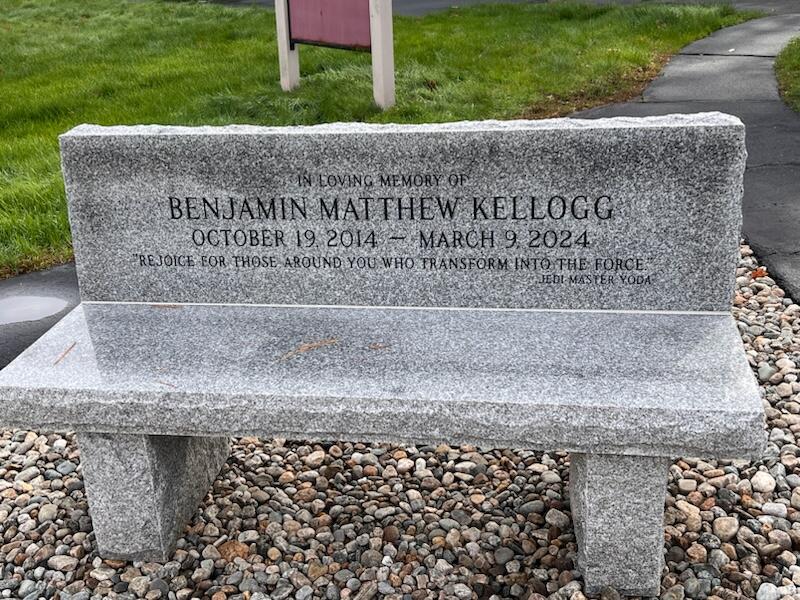 IN LOVING MEMORY OF
BENJAMIN MATTHEW KELLOGG
OCTOBER 19, 2014 — MARCH 9, 2024
"REJOICE FOR THOSE AROUND YOU WHO TRANSFORM INTO THE FORCE."
JEDI MASTER YODA